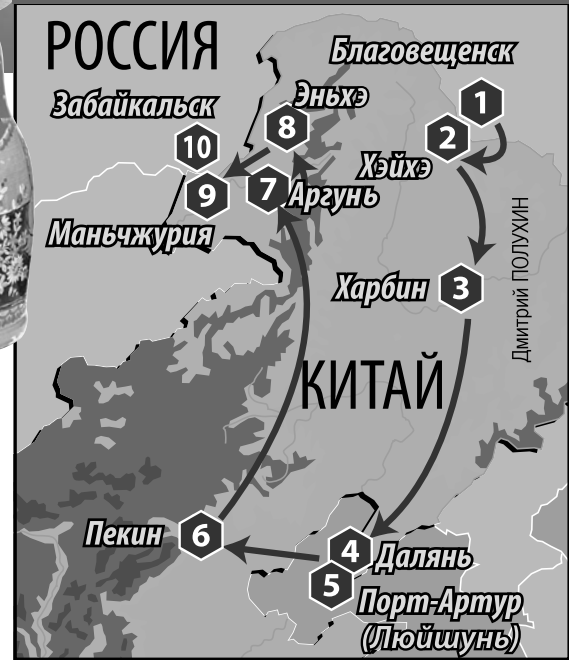 РОССИЯ
Благовещенск
1
2
Хэйхэ
Забайкальск
10
Эньхэ
8
9
7
Аргунь
Маньчжурия
Харбин
3
Дмитрий ПОЛУХИН
КИТАЙ
Пекин
6
4
Далянь
5
Порт-Артур
(Люйшунь)